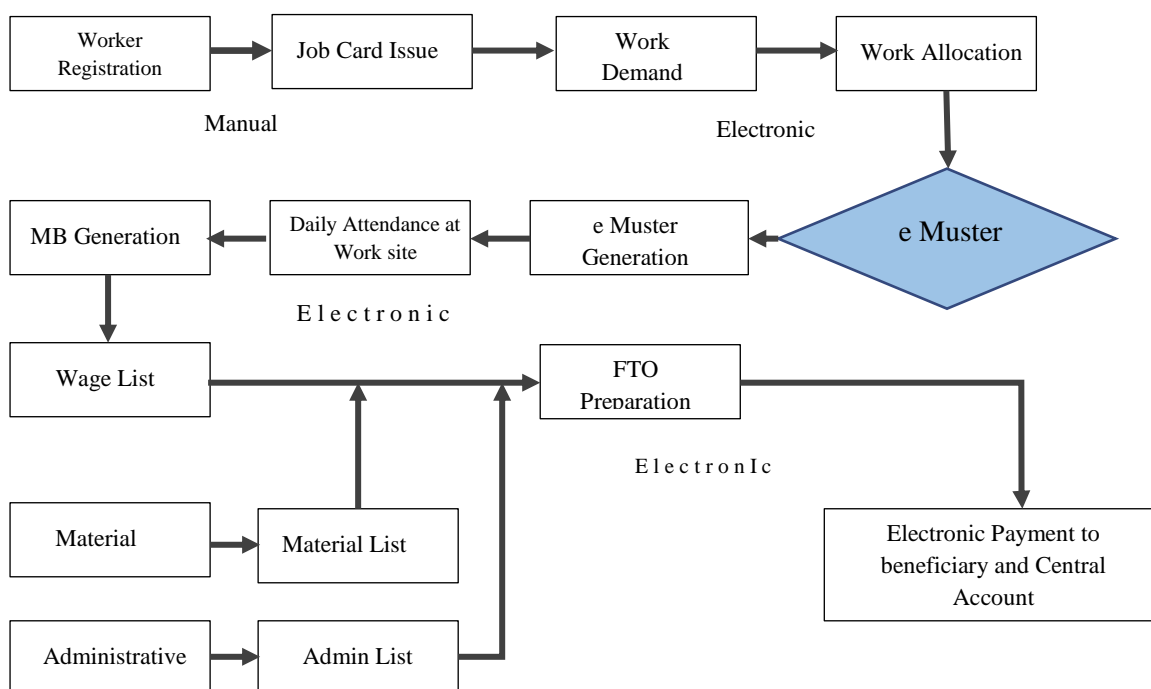 Worker
Registration
Job Card Issue
Work
Demand
Work Allocation
Manual
Electronic
MB Generation
Daily Attendance at
Work site
e Muster
Generation
e Muster
Electronic
Wage List
FTO
Preparation
ElectronIc
Material
Material List
Electronic Payment to
beneficiary and Central
Account
Administrative
Admin List